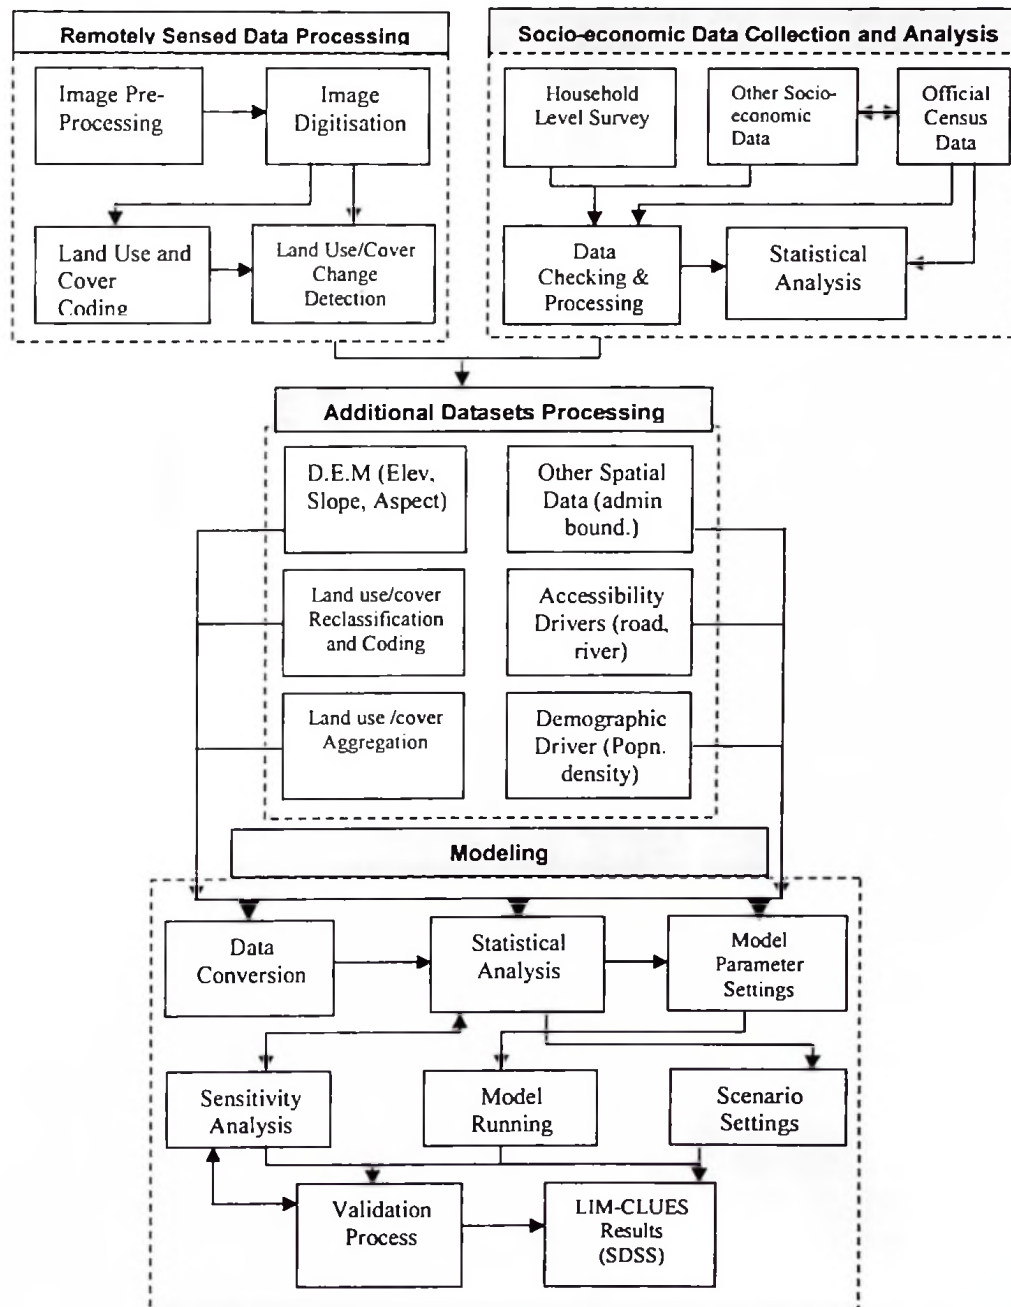 Remotely Sensed Data Processing
Image Pre-
Processing
Image
Digitisation
Land Use and
Cover
Coding
Land Use/Cover
Change
Detection
Socio-economic Data Collection and Analysis
Household
Level Survey
Other Socio-
economic
Data
Official
Census
Data
Data
Checking &
Processing
Statistical
Analysis
Additional Datasets Processing
D.E.M (Elev,
Slope, Aspect)
Other Spatial
Data (admin
bound.)
Land use/cover
Reclassification
and Coding
Accessibility
Drivers (road,
river)
Land use /cover
Aggregation
Demographic
Driver (Popn.
density)
Modeling
Data
Conversion
Statistical
Analysis
Model
Parameter
Settings
Sensitivity
Analysis
Model
Running
Scenario
Settings
Validation
Process
LIM-CLUES
Results
(SDSS)